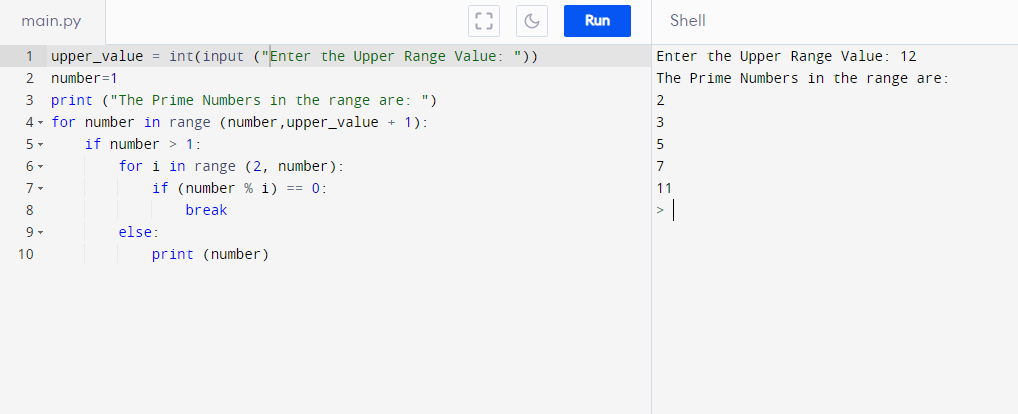 main.py
Run
Shell
1 upper_value = int(input ("Enter the Upper Range Value: "))
2 number=1
3 print ("The Prime Numbers in the range are: ")
4 for number in range (number,upper_value + 1):
5     if number > 1:
6         for i in range (2, number):
7             if (number % i) == 0:
8                 break
9         else:
10             print (number)
Enter the Upper Range Value: 12
The Prime Numbers in the range are:
2
3
5
7
11
>